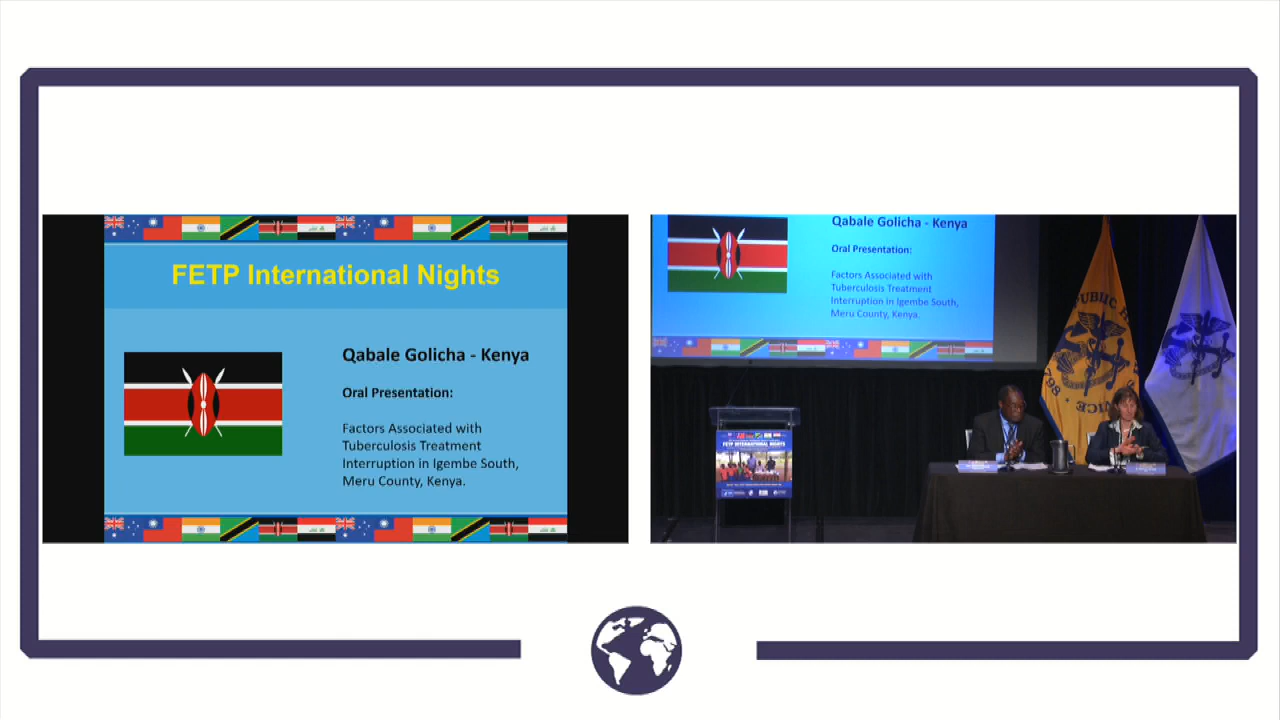 FETP International Nights
Qabale Golicha - Kenya
Oral Presentation:
Factors Associated with
Tuberculosis Treatment
Interruption in Igembe South,
Meru County, Kenya.
Qabale Golicha - Kenya
Oral Presentation:
Factors Associated with
Tuberculosis Treatment
Interruption in Igembe South,
Meru County, Kenya.
FETP INTERNATIONAL NIGHTS
PUBLIC H
VICE